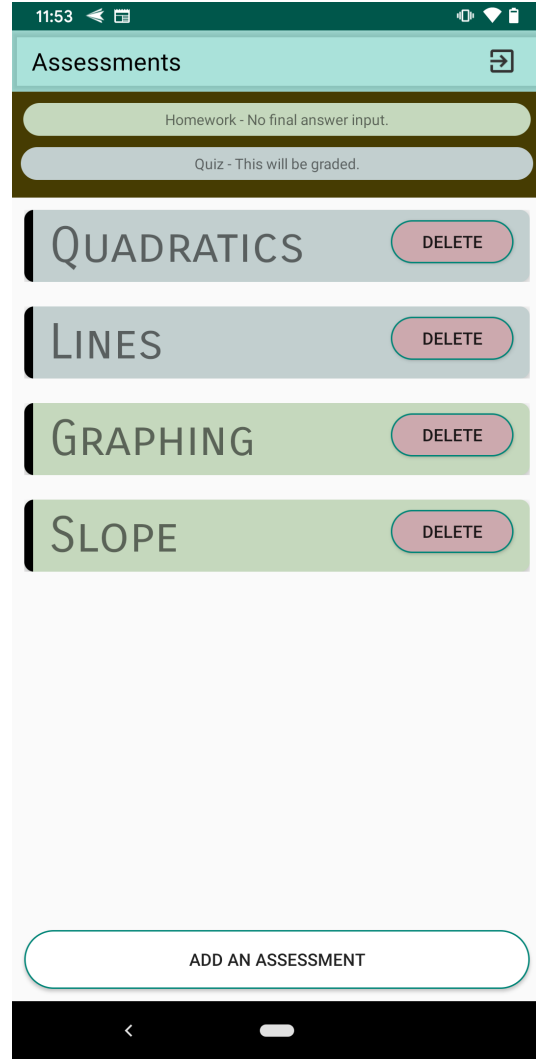 11:53
Assessments
Homework - No final answer input.
Quiz - This will be graded.
Quadratics DELETE
Lines DELETE
Graphing DELETE
Slope DELETE
ADD AN ASSESSMENT